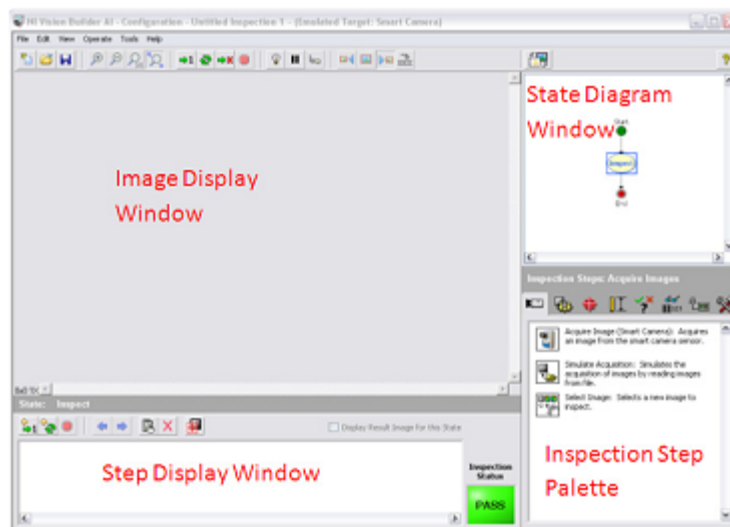 NI Vision Builder AI - Configuration - Untitled Inspection 1 - (Emulated Target: Smart Camera)
File Edit View Operate Tools Help
State Diagram
Window
Start
Inspect
End
Image Display
Window
Inspection Steps: Acquire Images
Acquire Image (Smart Camera): Acquires
an image from the smart camera sensor.
Simulate Acquisition: Simulates the
acquisition of images by reading images
from file.
Select Image: Selects a new image to
inspect.
Inspection Step
Palette
0x0 1X
State: Inspect
Display Result Image for this State
Step Display Window
Inspection
Status
PASS